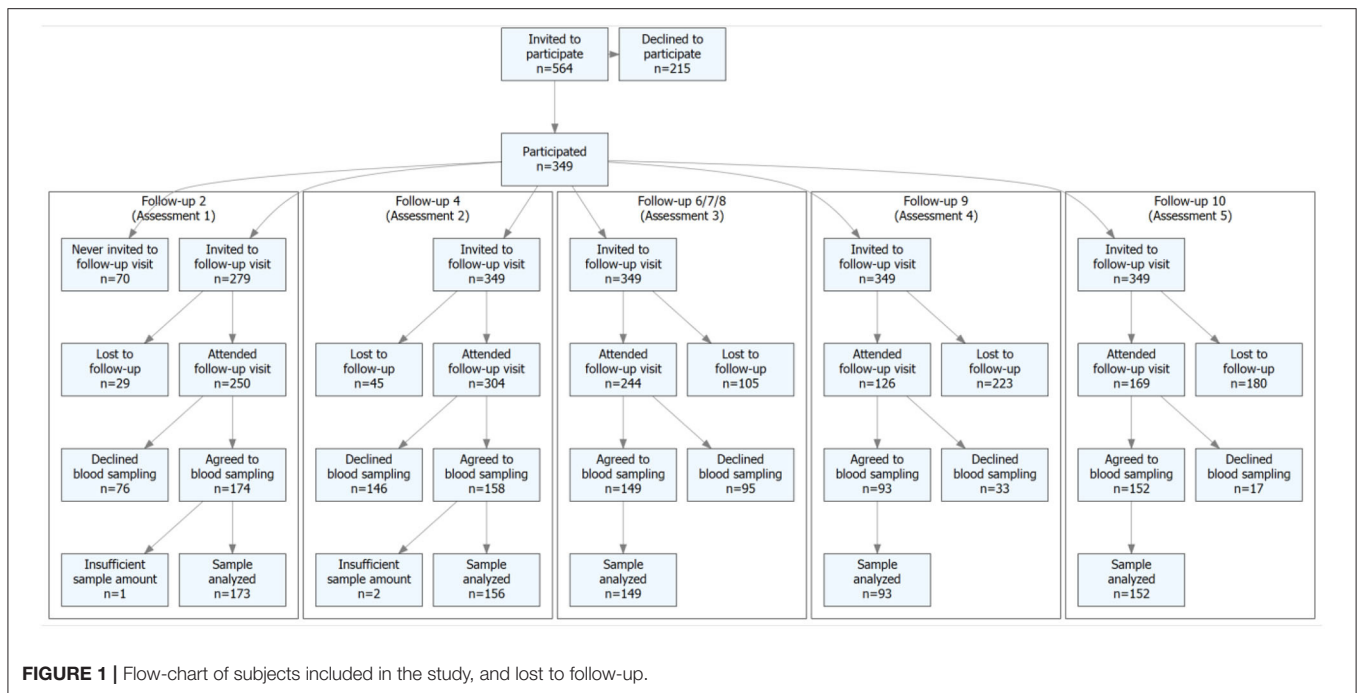 Invited to
participate
n=564
Declined to
participate
n=215
Participated
n=349
Follow-up 2
(Assessment 1)
Never invited to
follow-up visit
n=70
Invited to
follow-up visit
n=279
Lost to
follow-up
n=29
Attended
follow-up visit
n=250
Declined
blood sampling
n=76
Agreed to
blood sampling
n=174
Insufficient
sample amount
n=1
Sample
analyzed
n=173
Follow-up 4
(Assessment 2)
Invited to
follow-up visit
n=349
Lost to
follow-up
n=45
Attended
follow-up visit
n=304
Declined
blood sampling
n=146
Agreed to
blood sampling
n=158
Insufficient
sample amount
n=2
Sample
analyzed
n=156
Follow-up 6/7/8
(Assessment 3)
Invited to
follow-up visit
n=349
Attended
follow-up visit
n=244
Lost to
follow-up
n=105
Agreed to
blood sampling
n=149
Declined
blood sampling
n=95
Sample
analyzed
n=149
Follow-up 9
(Assessment 4)
Invited to
follow-up visit
n=349
Attended
follow-up visit
n=126
Lost to
follow-up
n=223
Agreed to
blood sampling
n=93
Declined
blood sampling
n=33
Sample
analyzed
n=93
Follow-up 10
(Assessment 5)
Invited to
follow-up visit
n=349
Attended
follow-up visit
n=169
Lost to
follow-up
n=180
Agreed to
blood sampling
n=152
Declined
blood sampling
n=17
Sample
analyzed
n=152
FIGURE 1 | Flow-chart of subjects included in the study, and lost to follow-up.